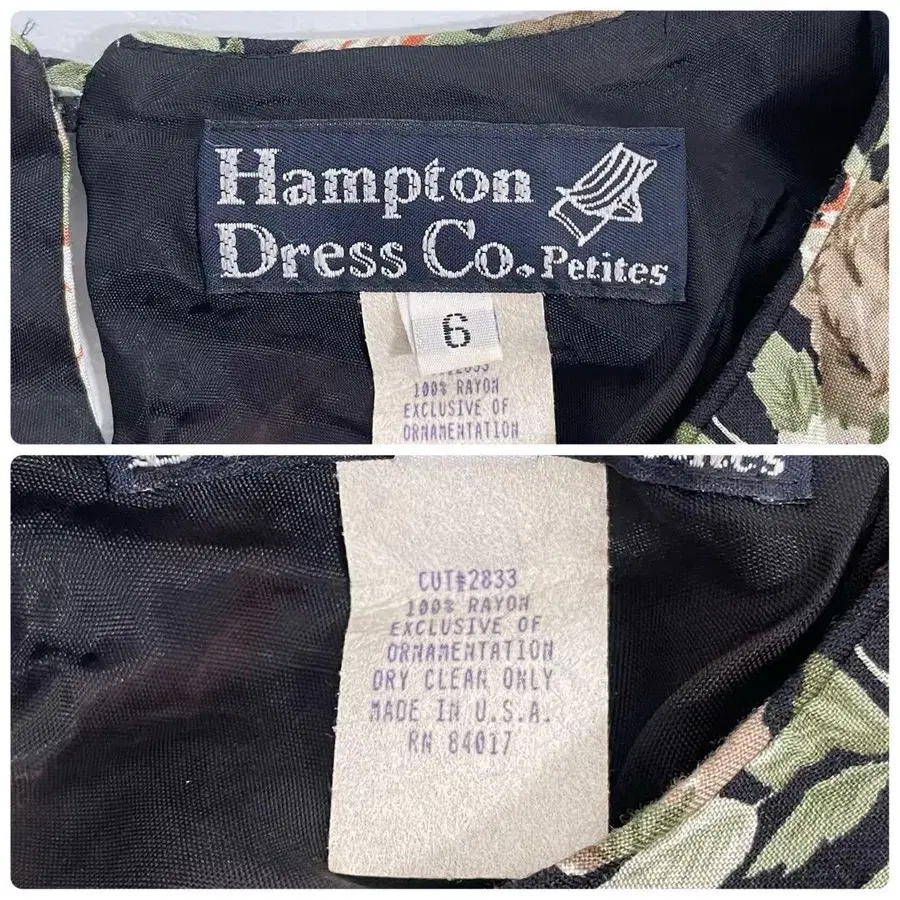 Hampton
Dress Co. Petites
6
100% RAYON
EXCLUSIVE OF
ORNAMENTATION
Petites
CUT#2833
100% RAYON
EXCLUSIVE OF
ORNAMENTATION
DRY CLEAN ONLY
MADE IN U.S.A.
RN 84017